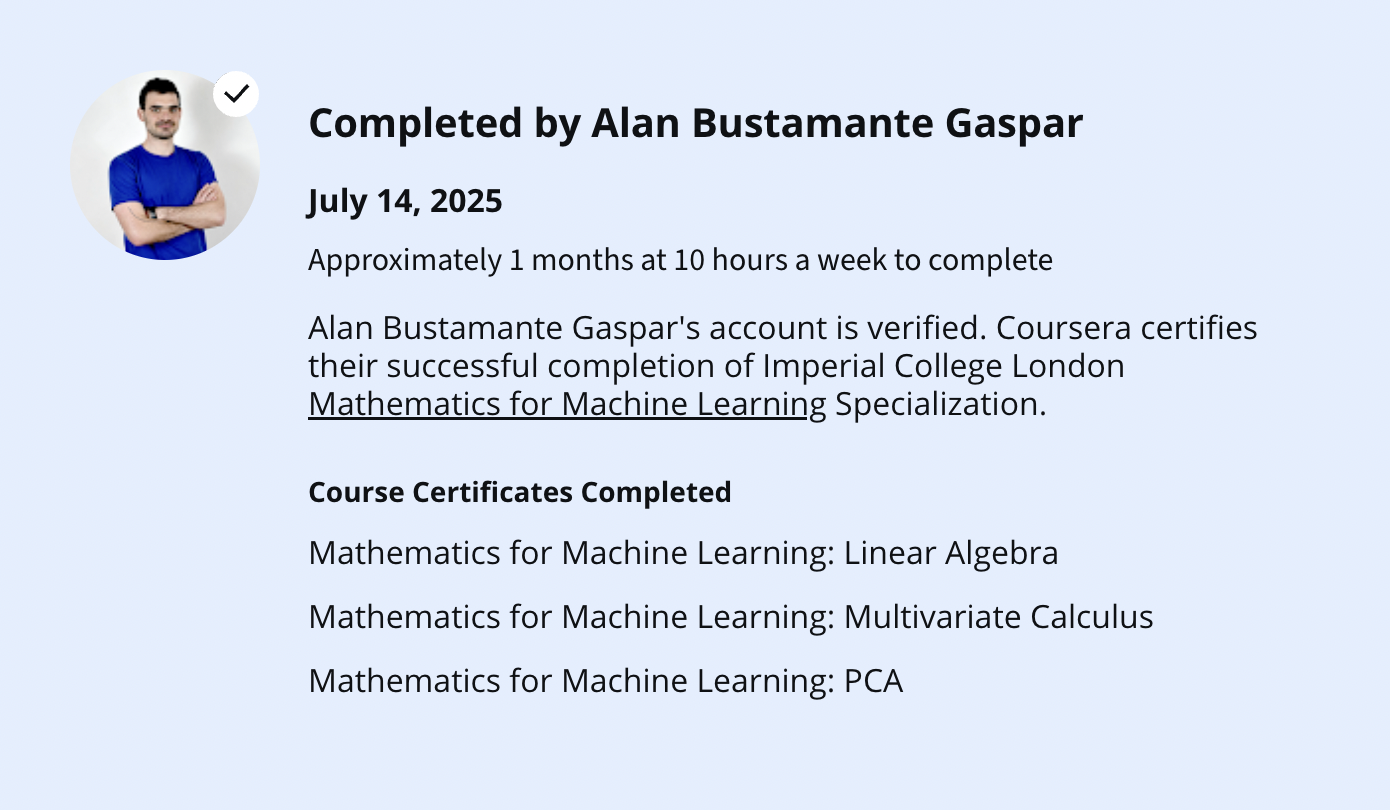 Completed by Alan Bustamante Gaspar
July 14, 2025
Approximately 1 months at 10 hours a week to complete
Alan Bustamante Gaspar's account is verified. Coursera certifies
their successful completion of Imperial College London
Mathematics for Machine Learning Specialization.
Course Certificates Completed
Mathematics for Machine Learning: Linear Algebra
Mathematics for Machine Learning: Multivariate Calculus
Mathematics for Machine Learning: PCA